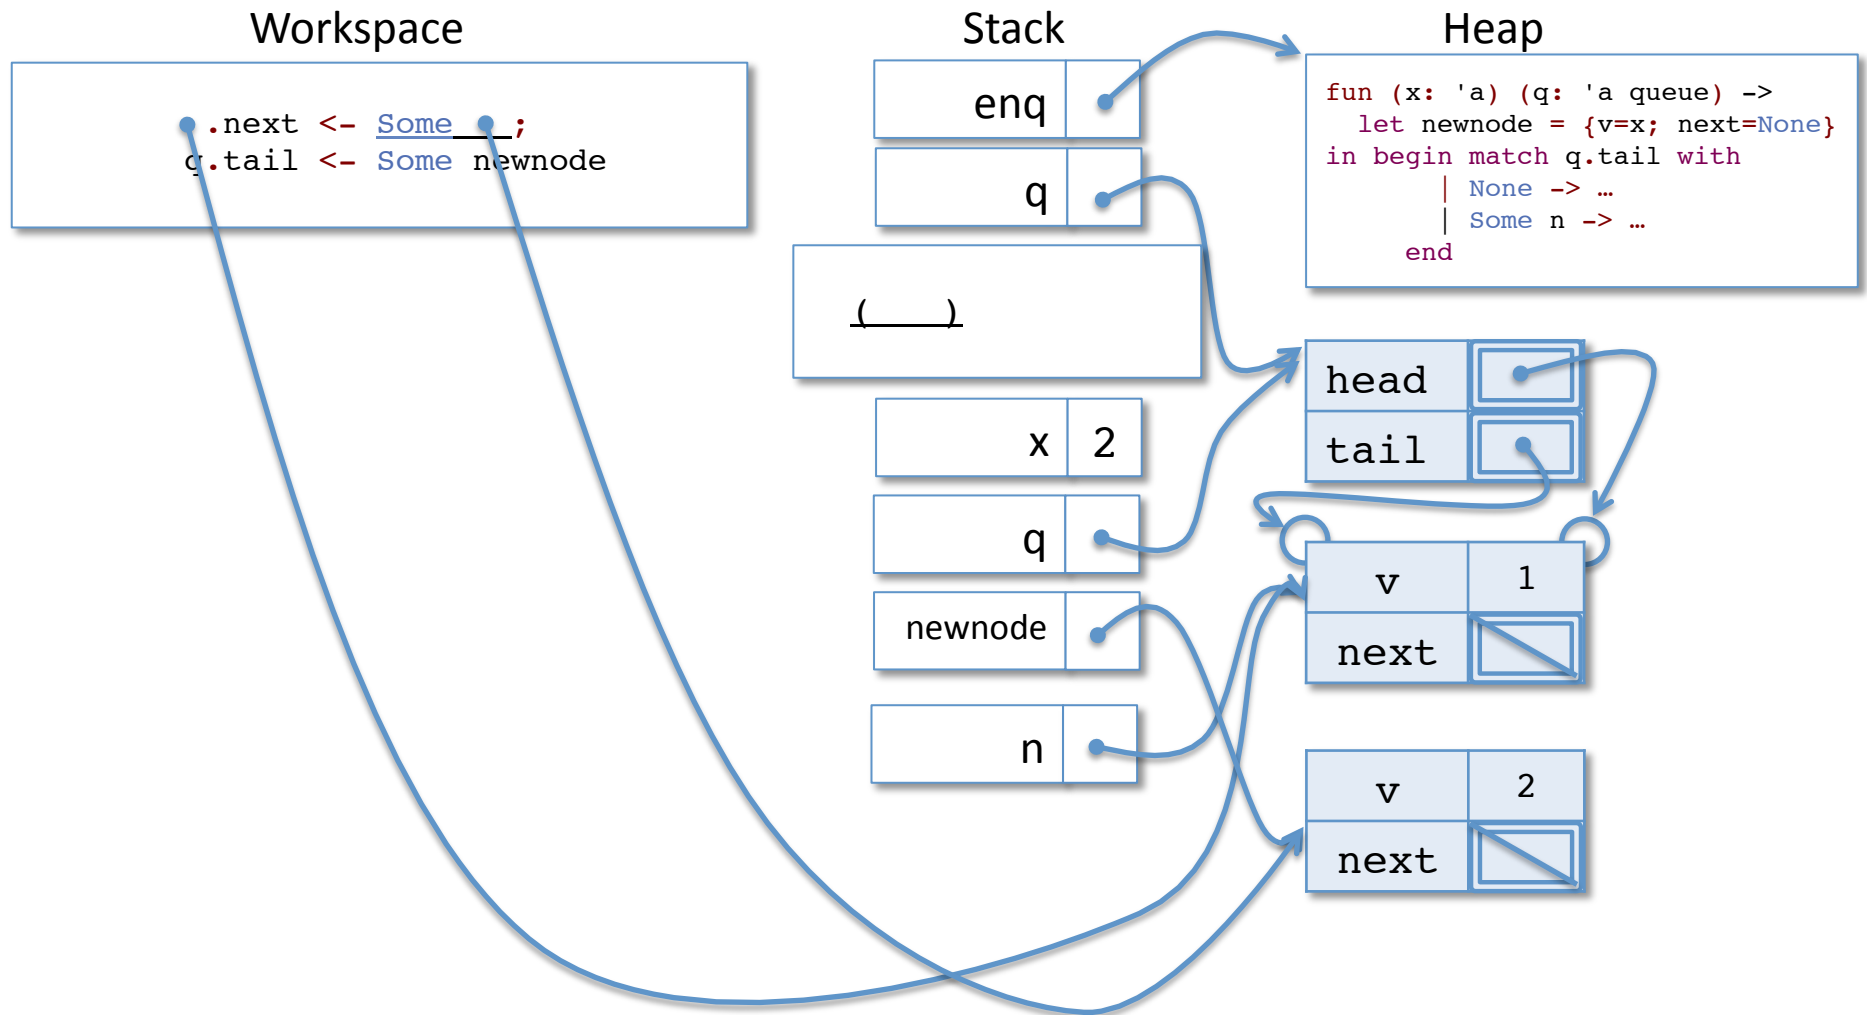 Workspace
Stack
Heap
.next <- Some ;
q.tail <- Some newnode
enq
q
( )
x 2
q
newnode
n
fun (x: 'a) (q: 'a queue) ->
let newnode = {v=x; next=None}
in begin match q.tail with
| None -> …
| Some n -> …
end
head
tail
v 1
next
v 2
next